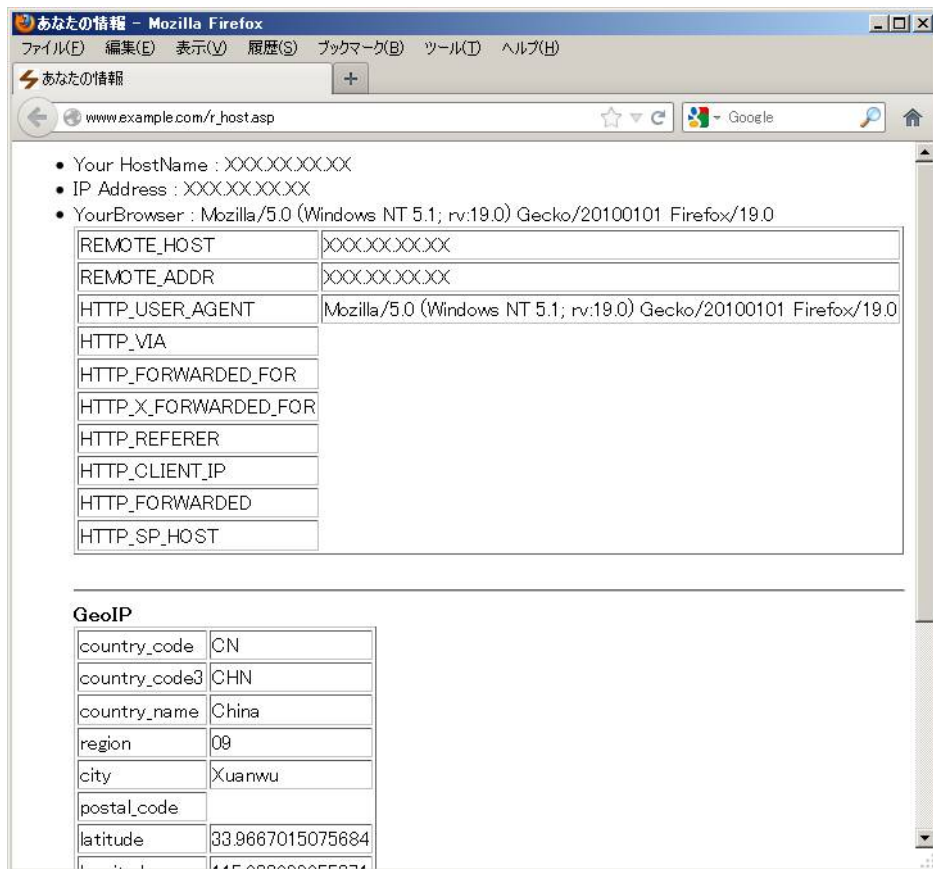 あなたの情報 - Mozilla Firefox
ファイル(F) 編集(E) 表示(V) 履歴(S) ブックマーク(B) ツール(T) ヘルプ(H)
あなたの情報 +
www.example.com/r_host.asp Google
Your HostName : XXX.XX.XX.XX
IP Address : XXX.XX.XX.XX
YourBrowser : Mozilla/5.0 (Windows NT 5.1; rv:19.0) Gecko/20100101 Firefox/19.0
REMOTE_HOST XXX.XX.XX.XX
REMOTE_ADDR XXX.XX.XX.XX
HTTP_USER_AGENT Mozilla/5.0 (Windows NT 5.1; rv:19.0) Gecko/20100101 Firefox/19.0
HTTP_VIA
HTTP_FORWARDED_FOR
HTTP_X_FORWARDED_FOR
HTTP_REFERER
HTTP_CLIENT_IP
HTTP_FORWARDED
HTTP_SP_HOST
GeoIP
country_code CN
country_code3 CHN
country_name China
region 09
city Xuanwu
postal_code
latitude 33.9667015075684